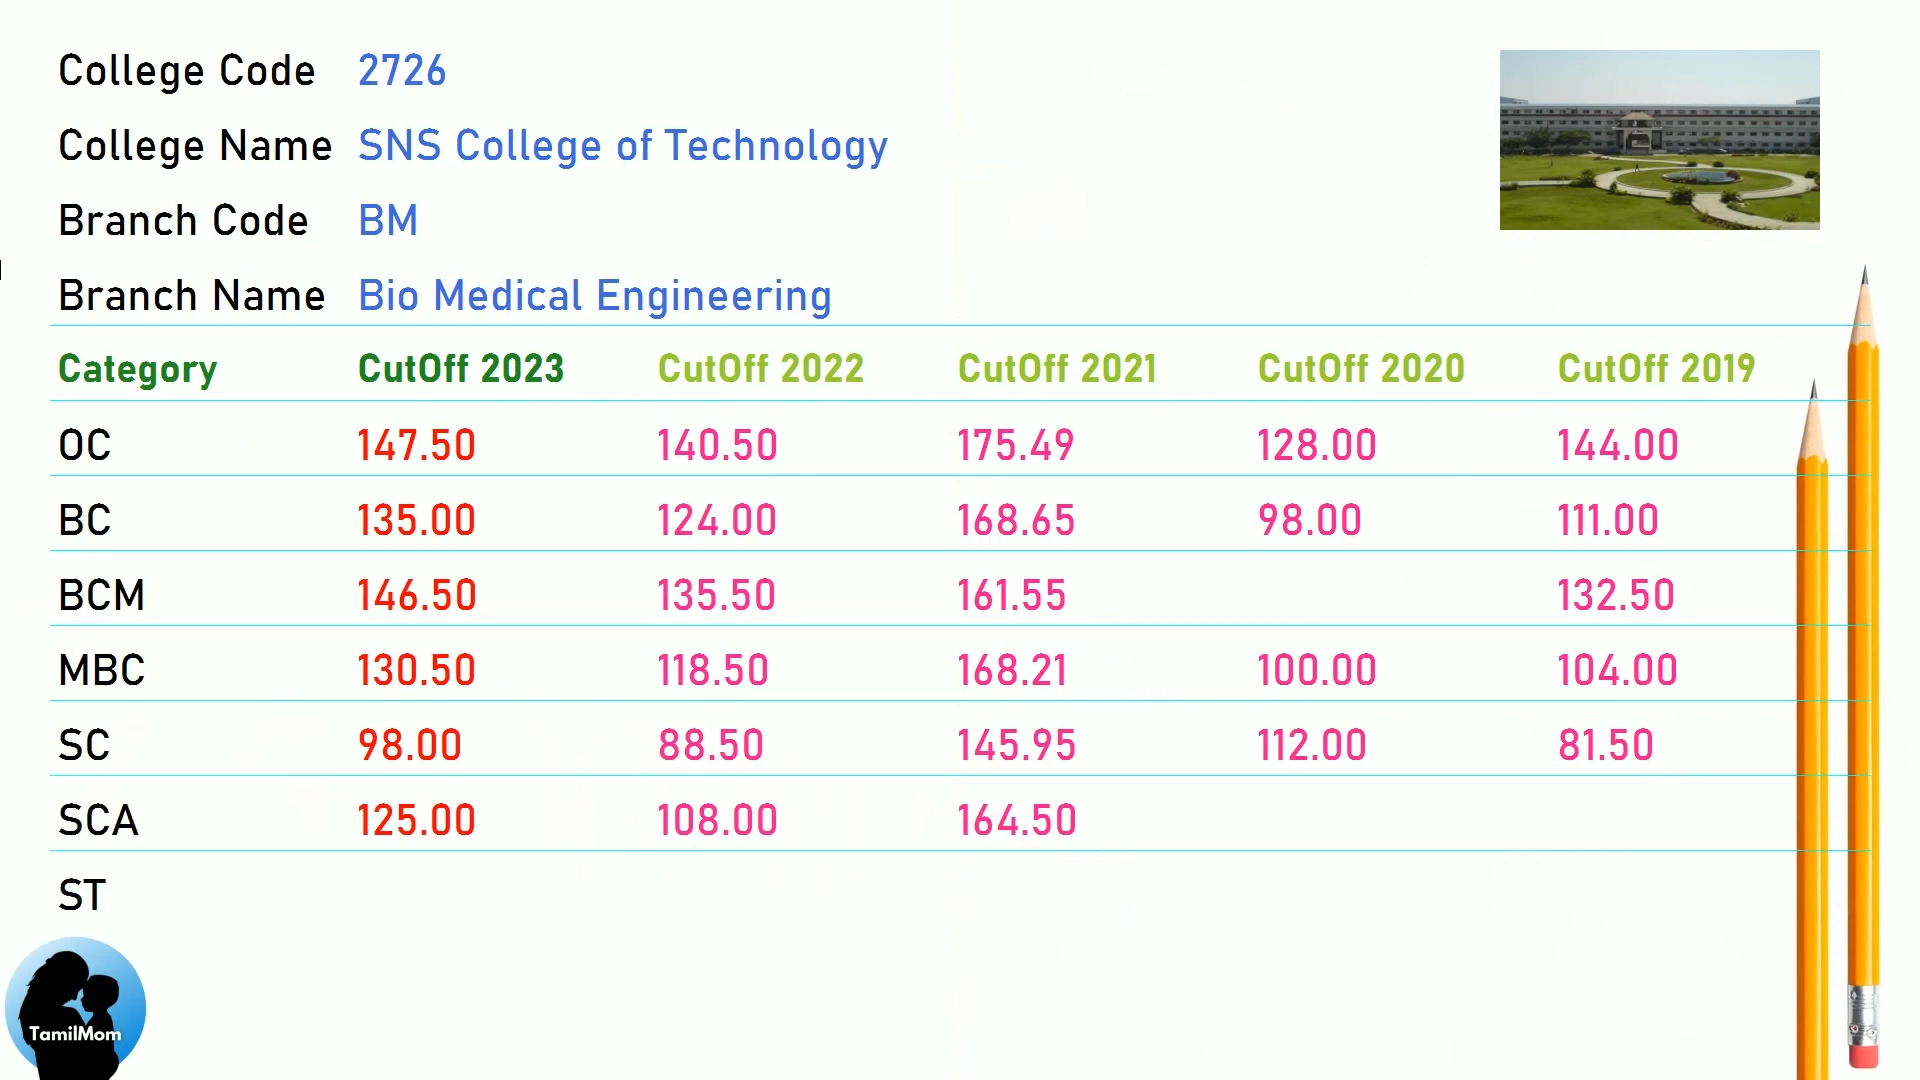 College Code 2726
College Name SNS College of Technology
Branch Code BM
Branch Name Bio Medical Engineering
Category CutOff 2023 CutOff 2022 CutOff 2021 CutOff 2020 CutOff 2019
OC 147.50 140.50 175.49 128.00 144.00
BC 135.00 124.00 168.65 98.00 111.00
BCM 146.50 135.50 161.55 132.50
MBC 130.50 118.50 168.21 100.00 104.00
SC 98.00 88.50 145.95 112.00 81.50
SCA 125.00 108.00 164.50
ST
TamilMom